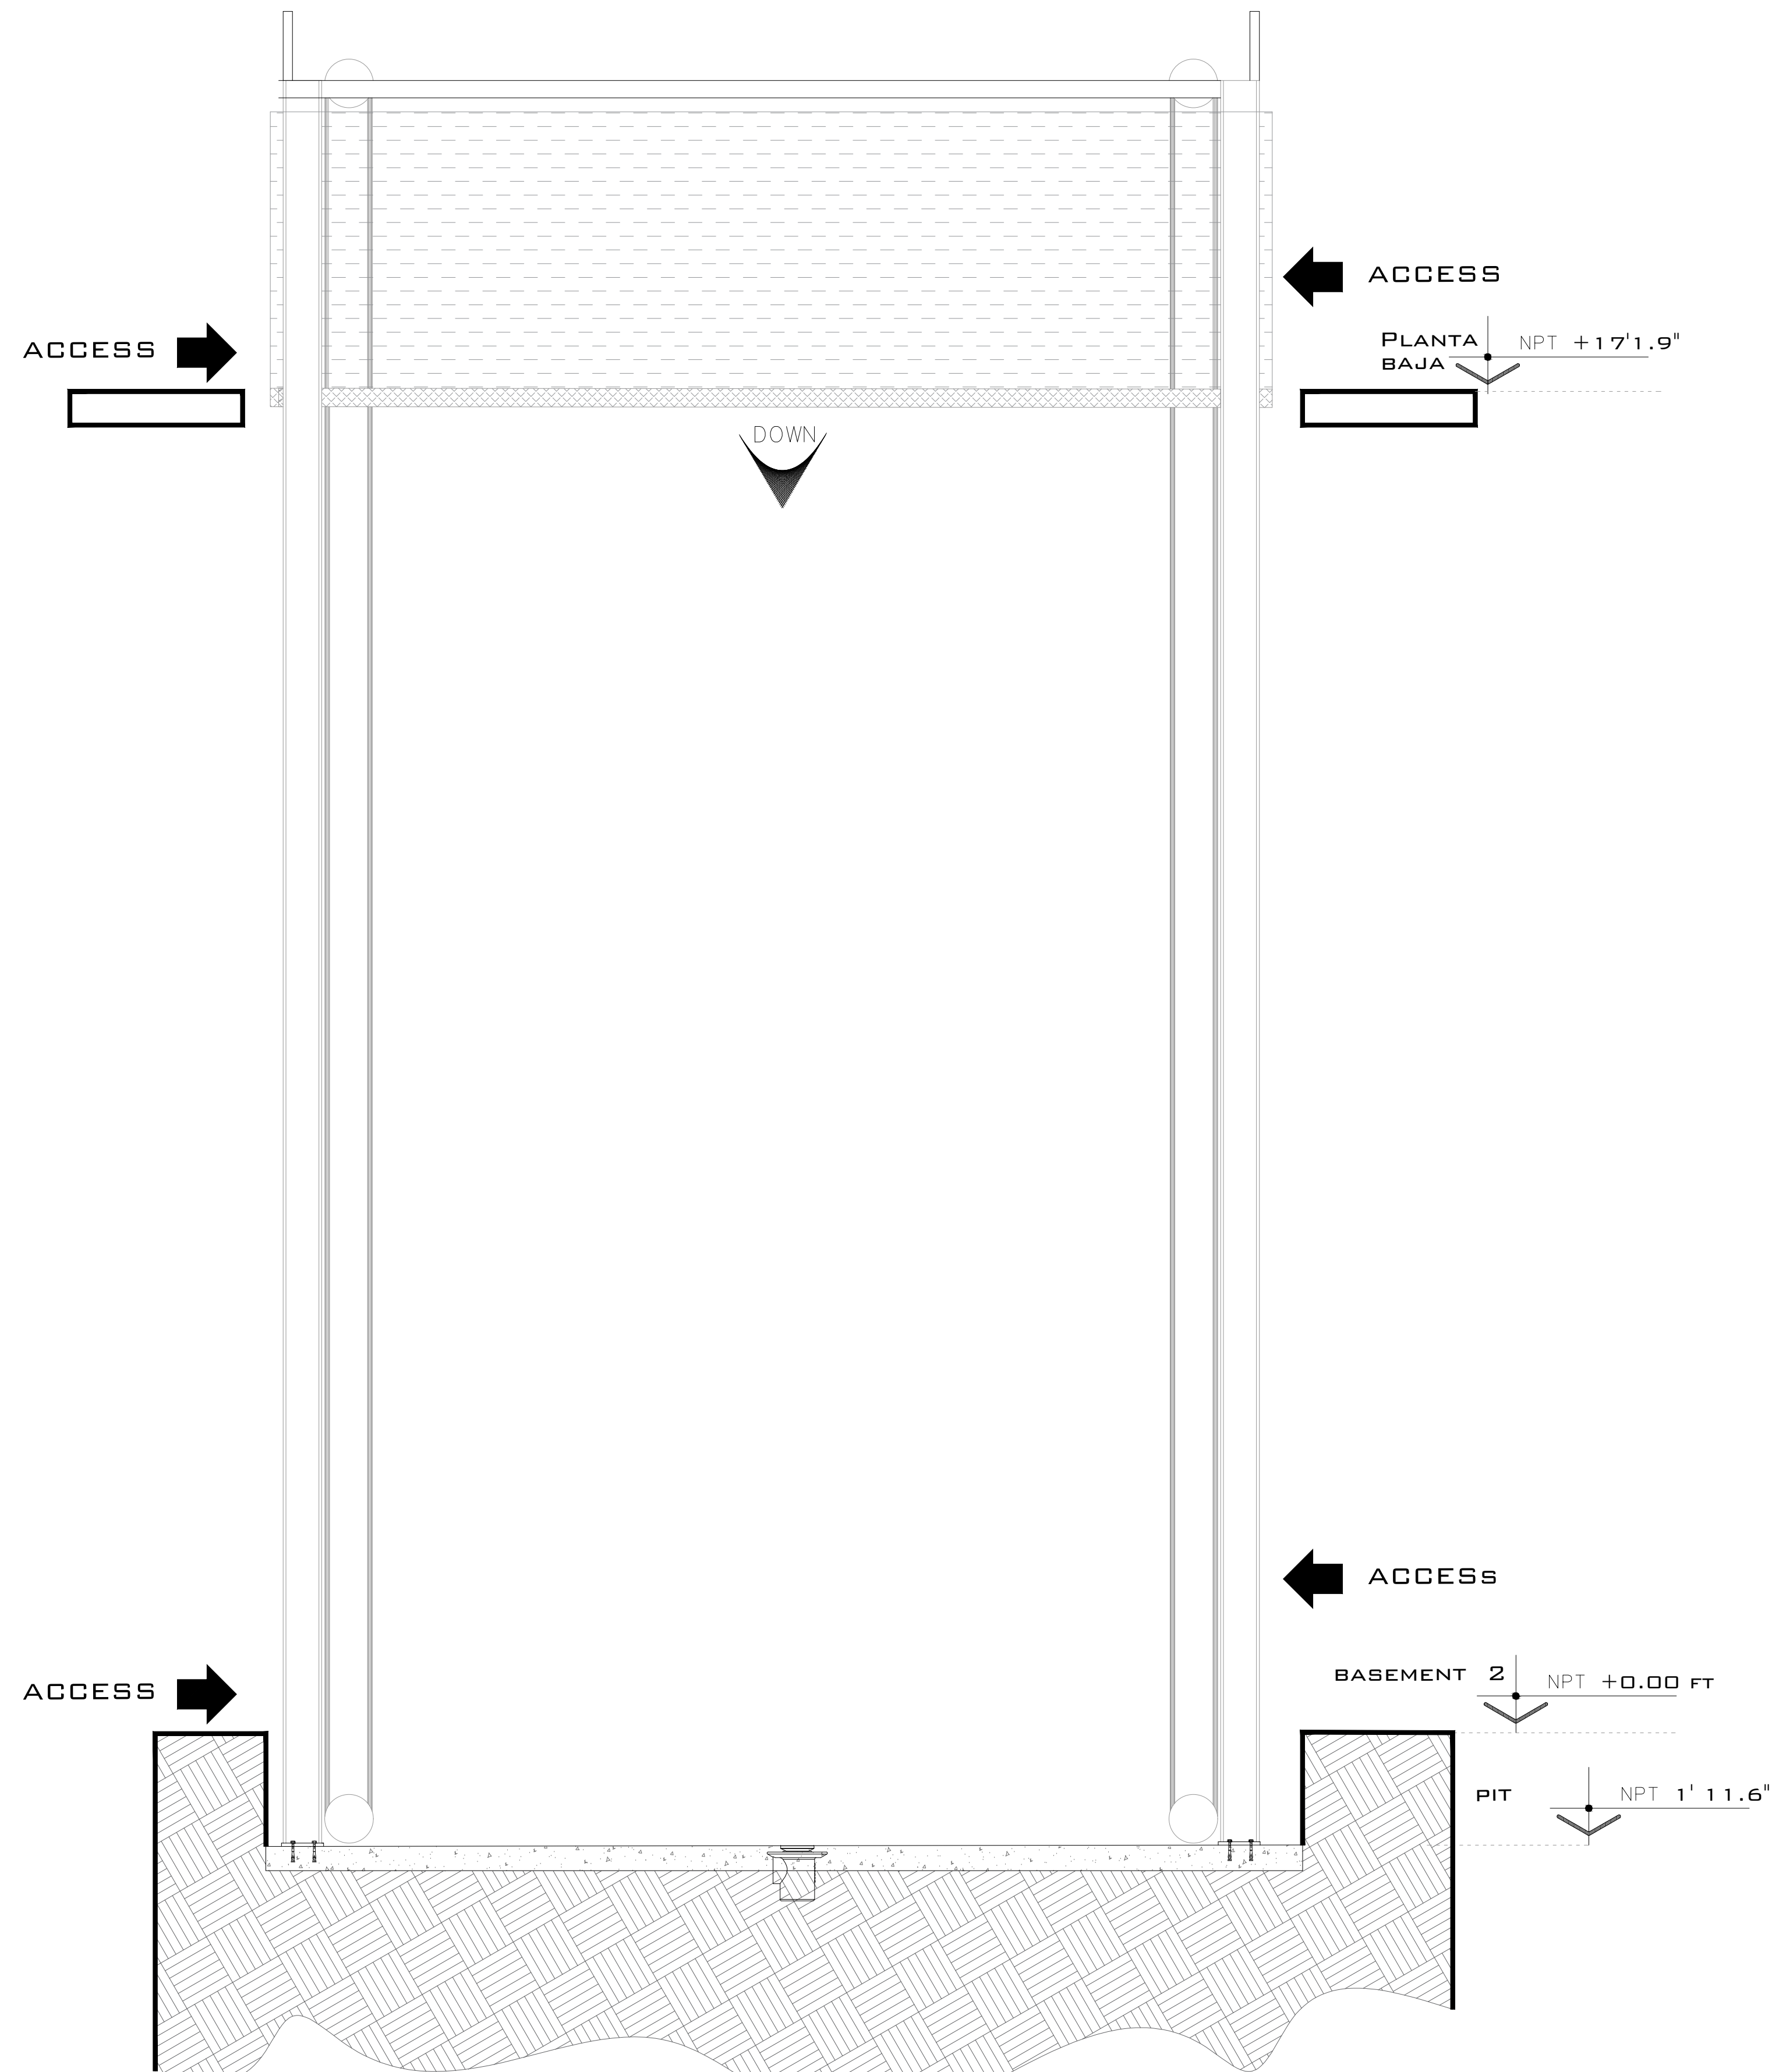 ACCESS
ACCESS
PLANTA
BAJA
NPT +17'1.9"
DOWN
ACCESs
ACCESS
BASEMENT 2
NPT +0.00 FT
PIT
NPT 1' 11.6"